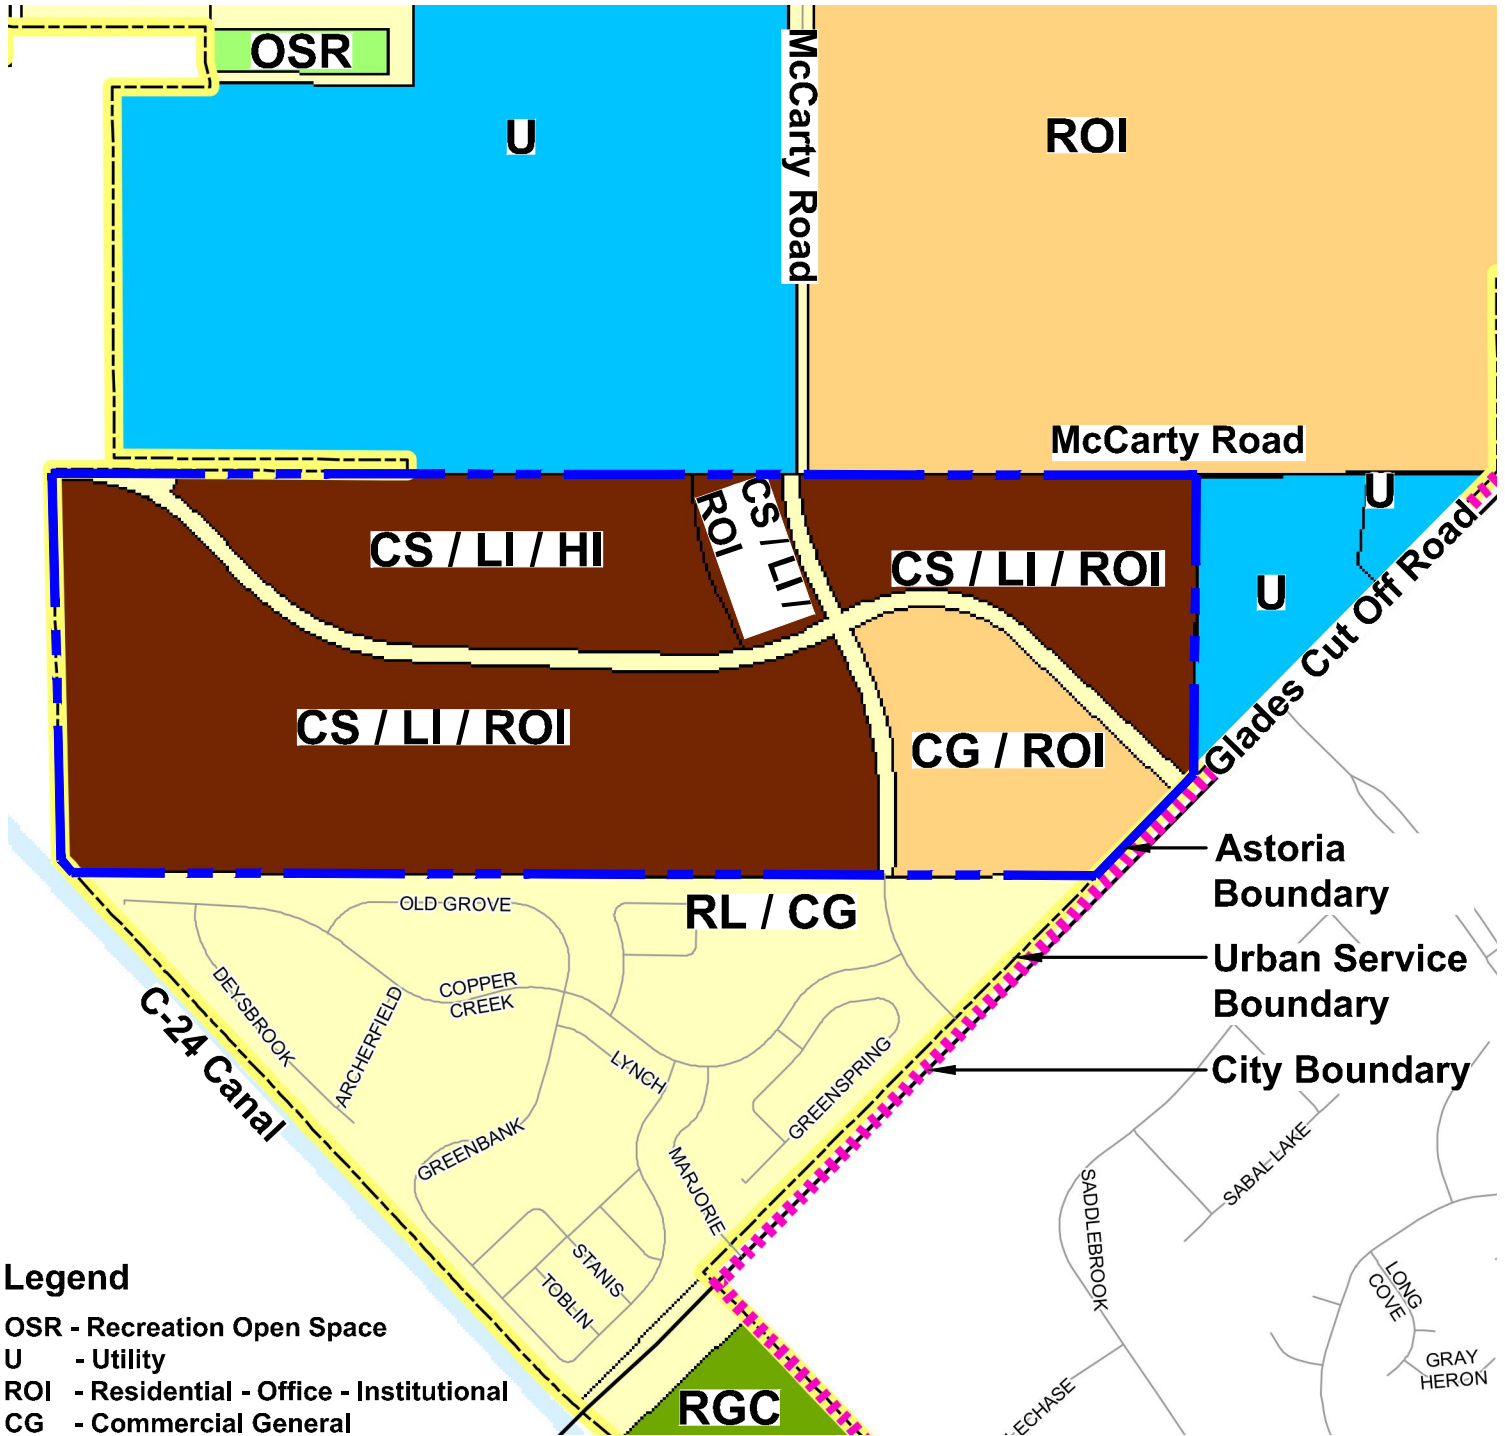 OSR
U
McCarty Road
ROI
McCarty Road
U
U
CS / LI / HI
CS / LI /
ROI
CS / LI / ROI
CS / LI / ROI
CG / ROI
Glades Cut Off Road
Astoria
Boundary
RL / CG
OLD GROVE
Urban Service
Boundary
DEYSBROOK
COPPER
CREEK
ARCHERFIELD
C-24 Canal
LYNCH
GREENSPRING
City Boundary
GREENBANK
MARJORIE
SABAL LAKE
SADDLEBROOK
STANIS
TOBLIN
LONG
COVE
GRAY
HERON
RGC
Legend
OSR - Recreation Open Space
U - Utility
ROI - Residential - Office - Institutional
CG - Commercial General